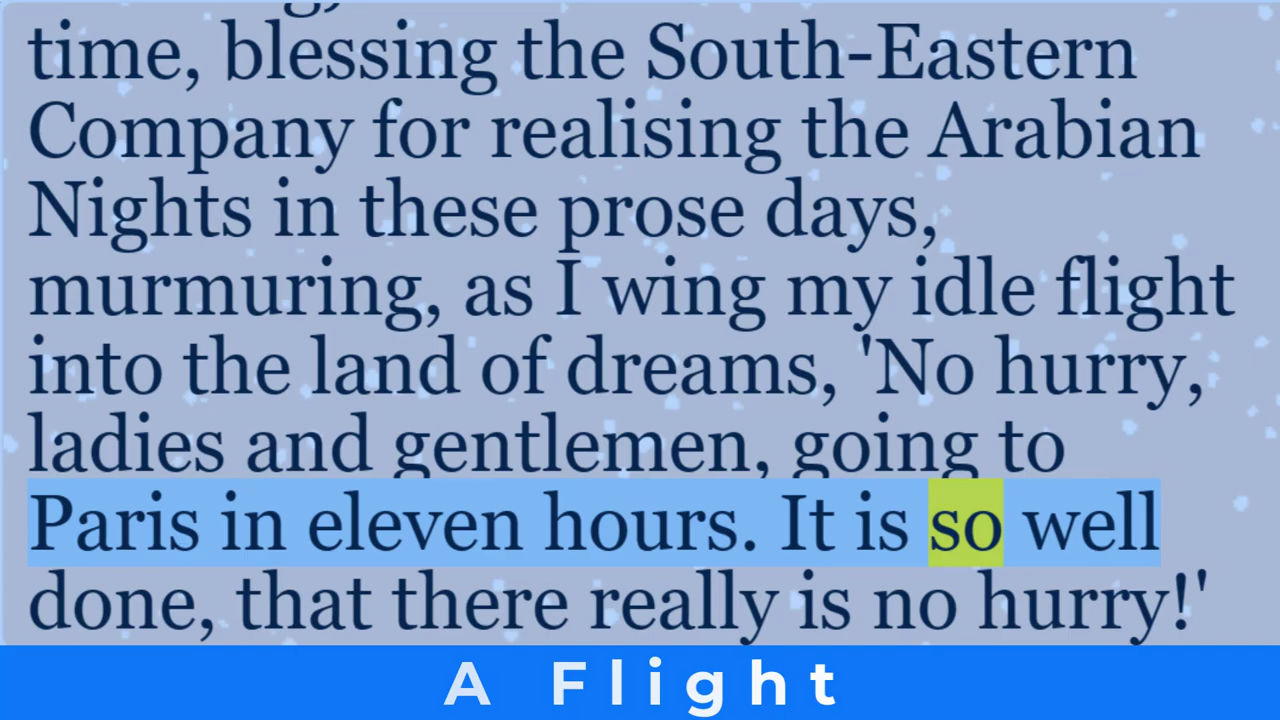 time, blessing the South-Eastern
Company for realising the Arabian
Nights in these prose days,
murmuring, as I wing my idle flight
into the land of dreams, 'No hurry,
ladies and gentlemen, going to
Paris in eleven hours. It is so well
done, that there really is no hurry!'
A Flight